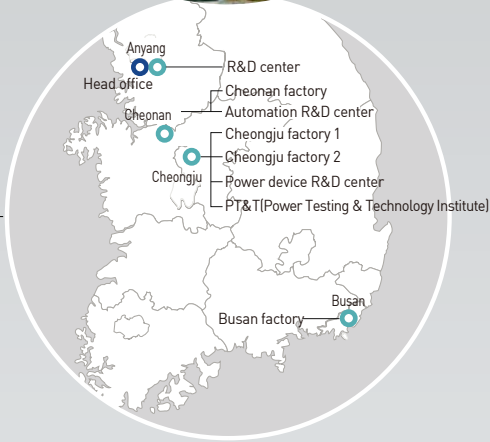 Anyang
R&D center
Head office
Cheonan factory
Cheonan
Automation R&D center
Cheongju factory 1
Cheongju factory 2
Cheongju
Power device R&D center
PT&T(Power Testing & Technology Institute)
Busan
Busan factory